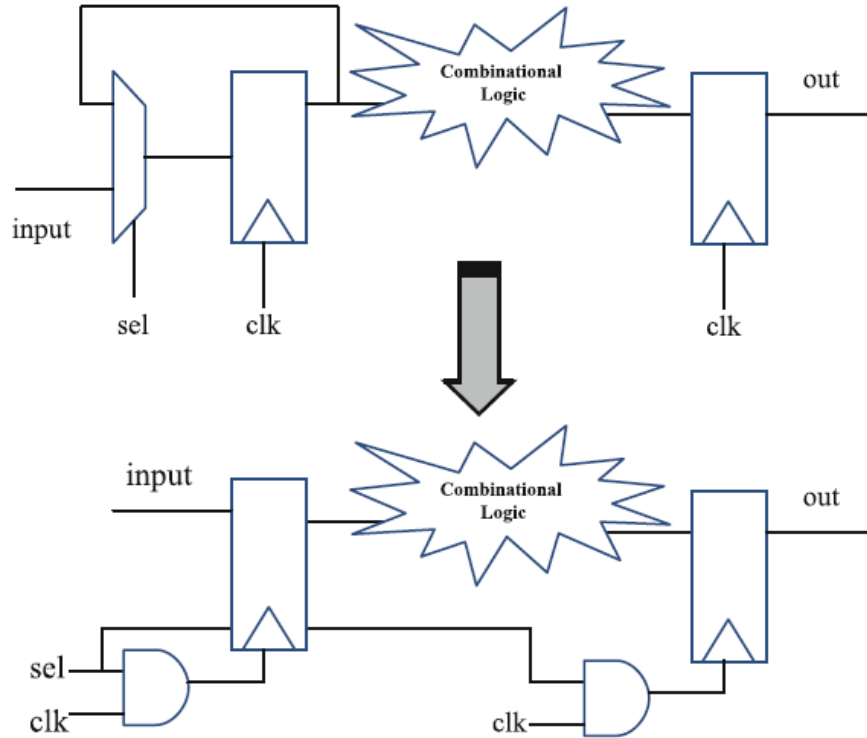 Combinational
Logic
out
input
sel
clk
clk
input
Combinational
Logic
out
sel
clk
clk